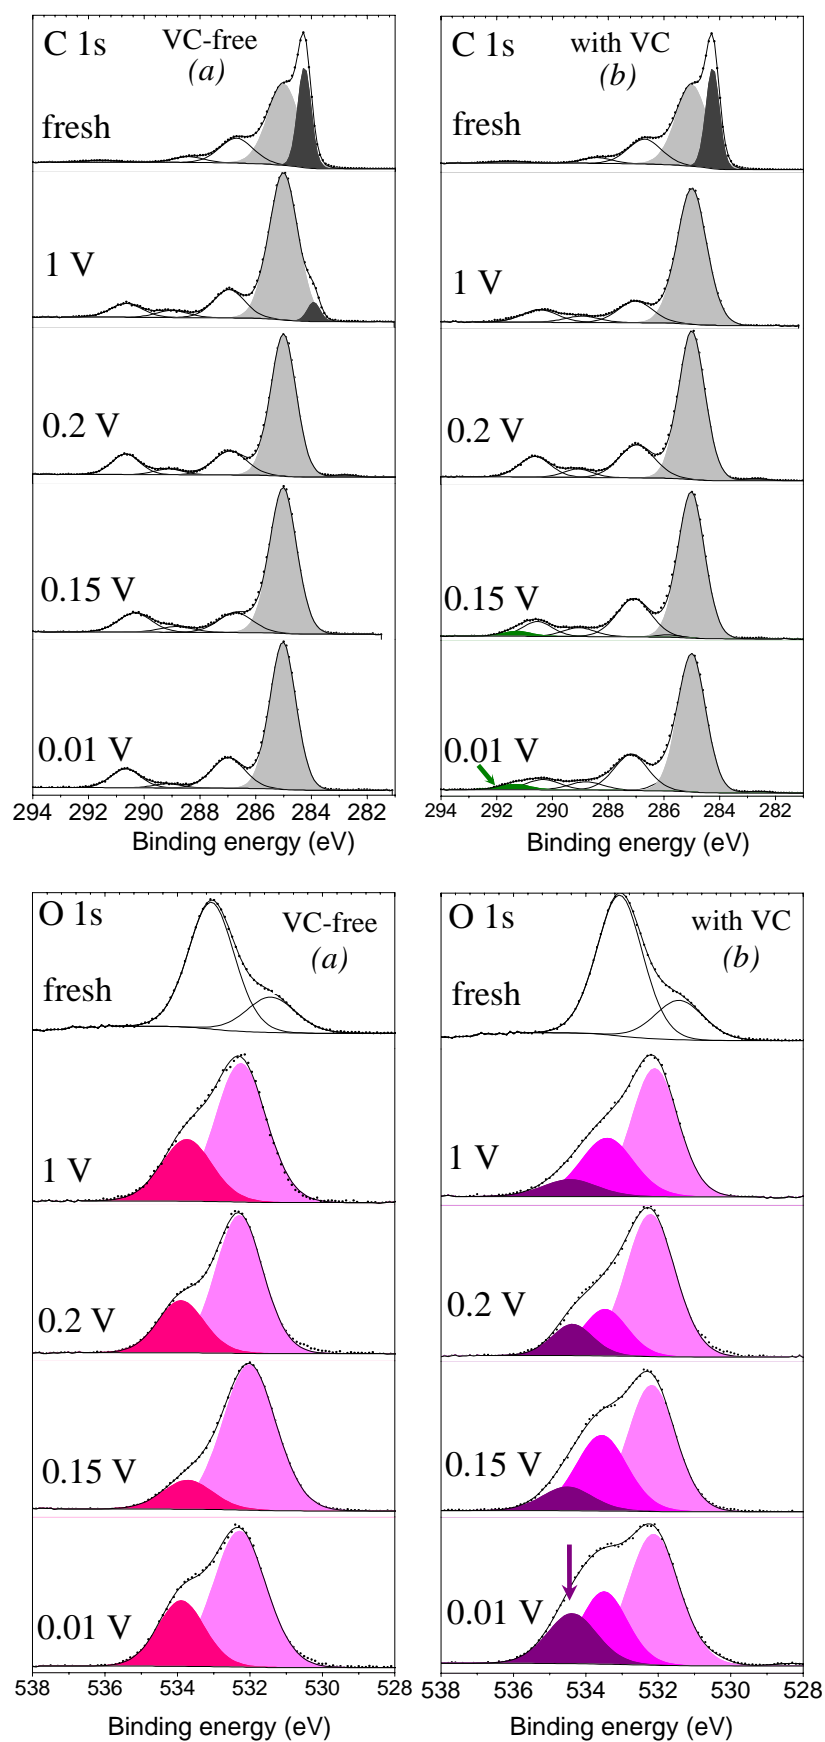 C 1s
VC-free
(a)
fresh
1 V
0.2 V
0.15 V
0.01 V
294 292 290 288 286 284 282
Binding energy (eV)
C 1s
with VC
(b)
fresh
1 V
0.2 V
0.15 V
0.01 V
294 292 290 288 286 284 282
Binding energy (eV)
O 1s
VC-free
(a)
fresh
1 V
0.2 V
0.15 V
0.01 V
538 536 534 532 530 528
Binding energy (eV)
O 1s
with VC
(b)
fresh
1 V
0.2 V
0.15 V
0.01 V
538 536 534 532 530 528
Binding energy (eV)